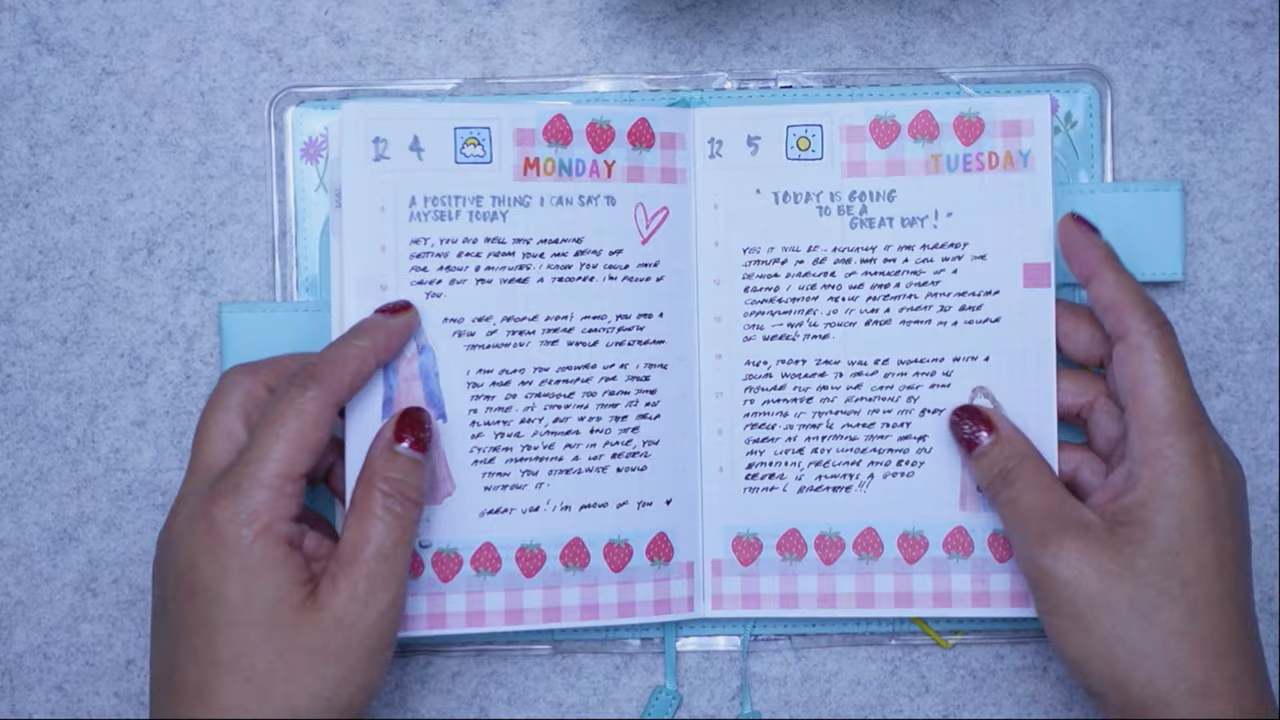 12 4
MONDAY
A POSITIVE THING I CAN SAY TO
MYSELF TODAY
HEY, YOU DID WELL THIS MORNING
GETTING BACK FROM YOUR MIC BEING OFF
FOR ABOUT 8 MINUTES. I KNOW YOU COULD HAVE
CRIED BUT YOU WERE A TROOPER. I'M PROUD OF
YOU.
AND SEE, PEOPLE DIDN'T MIND, YOU HAD A
FEW OF THEM THERE CONSISTENTLY
THROUGHOUT THE WHOLE LIVESTREAM.
I AM GLAD YOU SHOWED UP AS I THINK
YOU ARE AN EXAMPLE FOR THOSE
THAT DO STRUGGLE TOO FROM TIME
TO TIME. IT'S SHOWING THAT IT'S NOT
ALWAYS EASY, BUT WITH THE HELP
OF YOUR PLANNER AND THE
SYSTEM YOU'VE PUT IN PLACE, YOU
ARE MANAGING A LOT BETTER
THAN YOU OTHERWISE WOULD
WITHOUT IT.
GREAT JOB! I'M PROUD OF YOU
12 5
TUESDAY
"TODAY IS GOING
TO BE A
GREAT DAY!"
YES IT WILL BE.. ACTUALLY IT HAS ALREADY
STARTED TO BE ONE. WAS ON A CALL WITH THE
SENIOR DIRECTOR OF MARKETING OF A
BRAND I USE AND WE HAD A GREAT
CONVERSATION ABOUT POTENTIAL PARTNERSHIP
OPPORTUNITIES. SO IT WAS A GREAT 1ST BASE
CALL — WE'LL TOUCH BASE AGAIN IN A COUPLE
OF WEEKS' TIME.
ALSO, TODAY ZACH WILL BE WORKING WITH A
SOCIAL WORKER TO HELP HIM AND US
FIGURE OUT HOW WE CAN GET HIM
TO MANAGE HIS EMOTIONS BY
IT THROUGH HOW HIS BODY
FEELS. SO THAT'LL MAKE TODAY
GREAT AS ANYTHING THAT HELPS
MY LITTLE BOY UNDERSTAND HIS
EMOTIONS, FEELINGS AND BODY
BETTER IS ALWAYS A GOOD
THING & BREATHE!!!